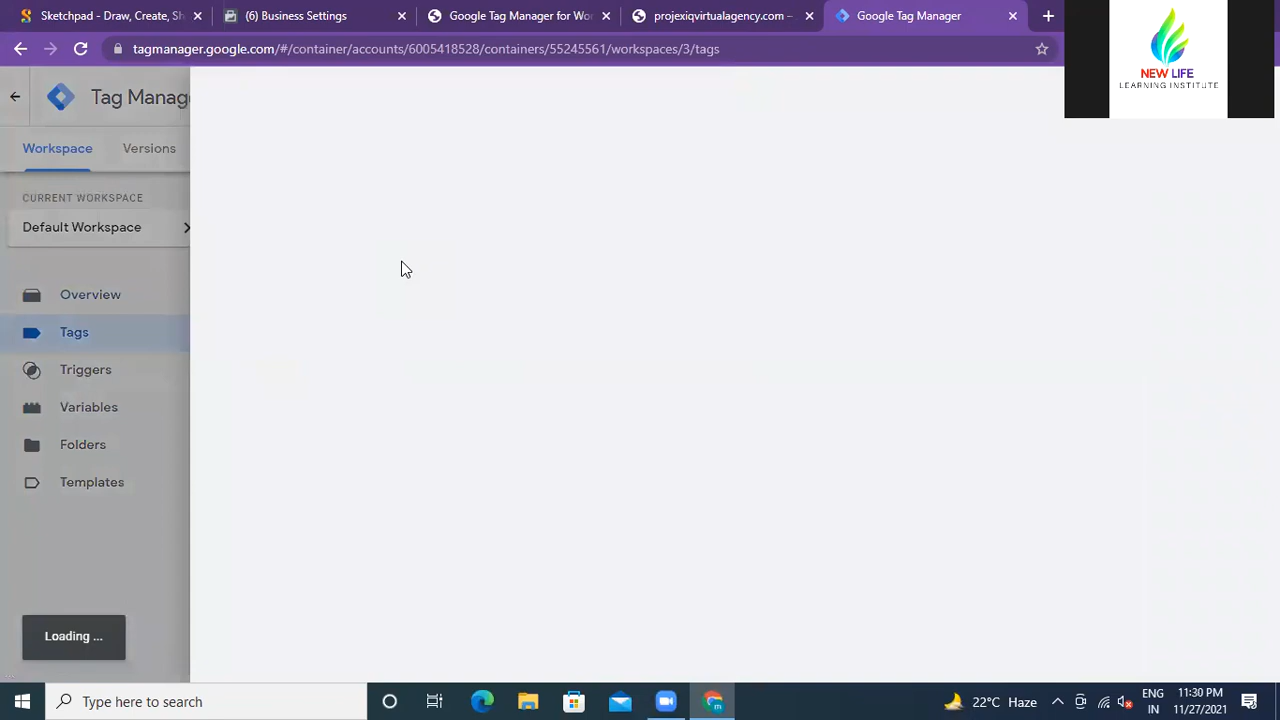 Sketchpad - Draw, Create, Sh
(6) Business Settings
Google Tag Manager for Wo
projexiqvirtualagency.com –
Google Tag Manager
tagmanager.google.com/#/container/accounts/6005418528/containers/55245561/workspaces/3/tags
NEW LIFE
LEARNING INSTITUTE
Tag Manag
Workspace Versions
CURRENT WORKSPACE
Default Workspace
Overview
Tags
Triggers
Variables
Folders
Templates
Loading ...
Type here to search
22°C Haze
ENG
IN
11:30 PM
11/27/2021